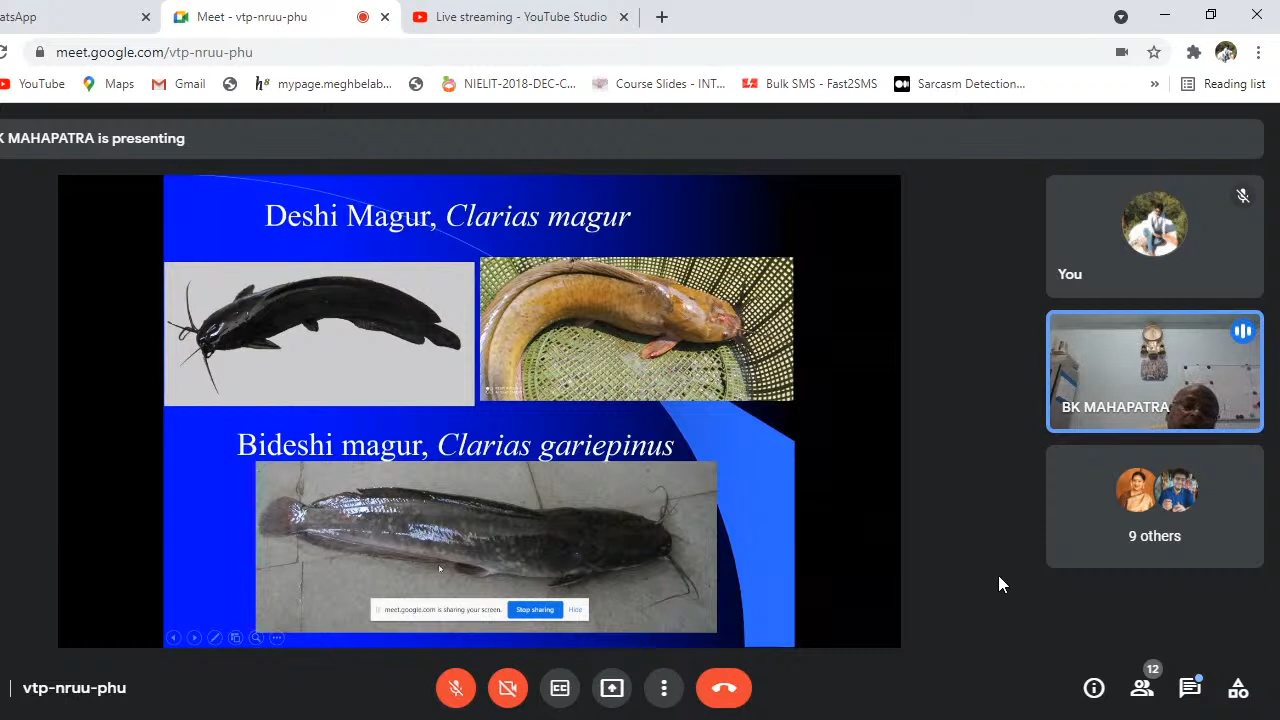 atsApp
Meet - vtp-nruu-phu
Live streaming - YouTube Studio
meet.google.com/vtp-nruu-phu
YouTube
Maps
Gmail
mypage.meghbelab...
NIELIT-2018-DEC-C...
Course Slides - INT...
Bulk SMS - Fast2SMS
Sarcasm Detection...
Reading list
K MAHAPATRA is presenting
Deshi Magur, Clarias magur
Bideshi magur, Clarias gariepinus
meet.google.com is sharing your screen.
Stop sharing
Hide
You
BK MAHAPATRA
9 others
vtp-nruu-phu
12